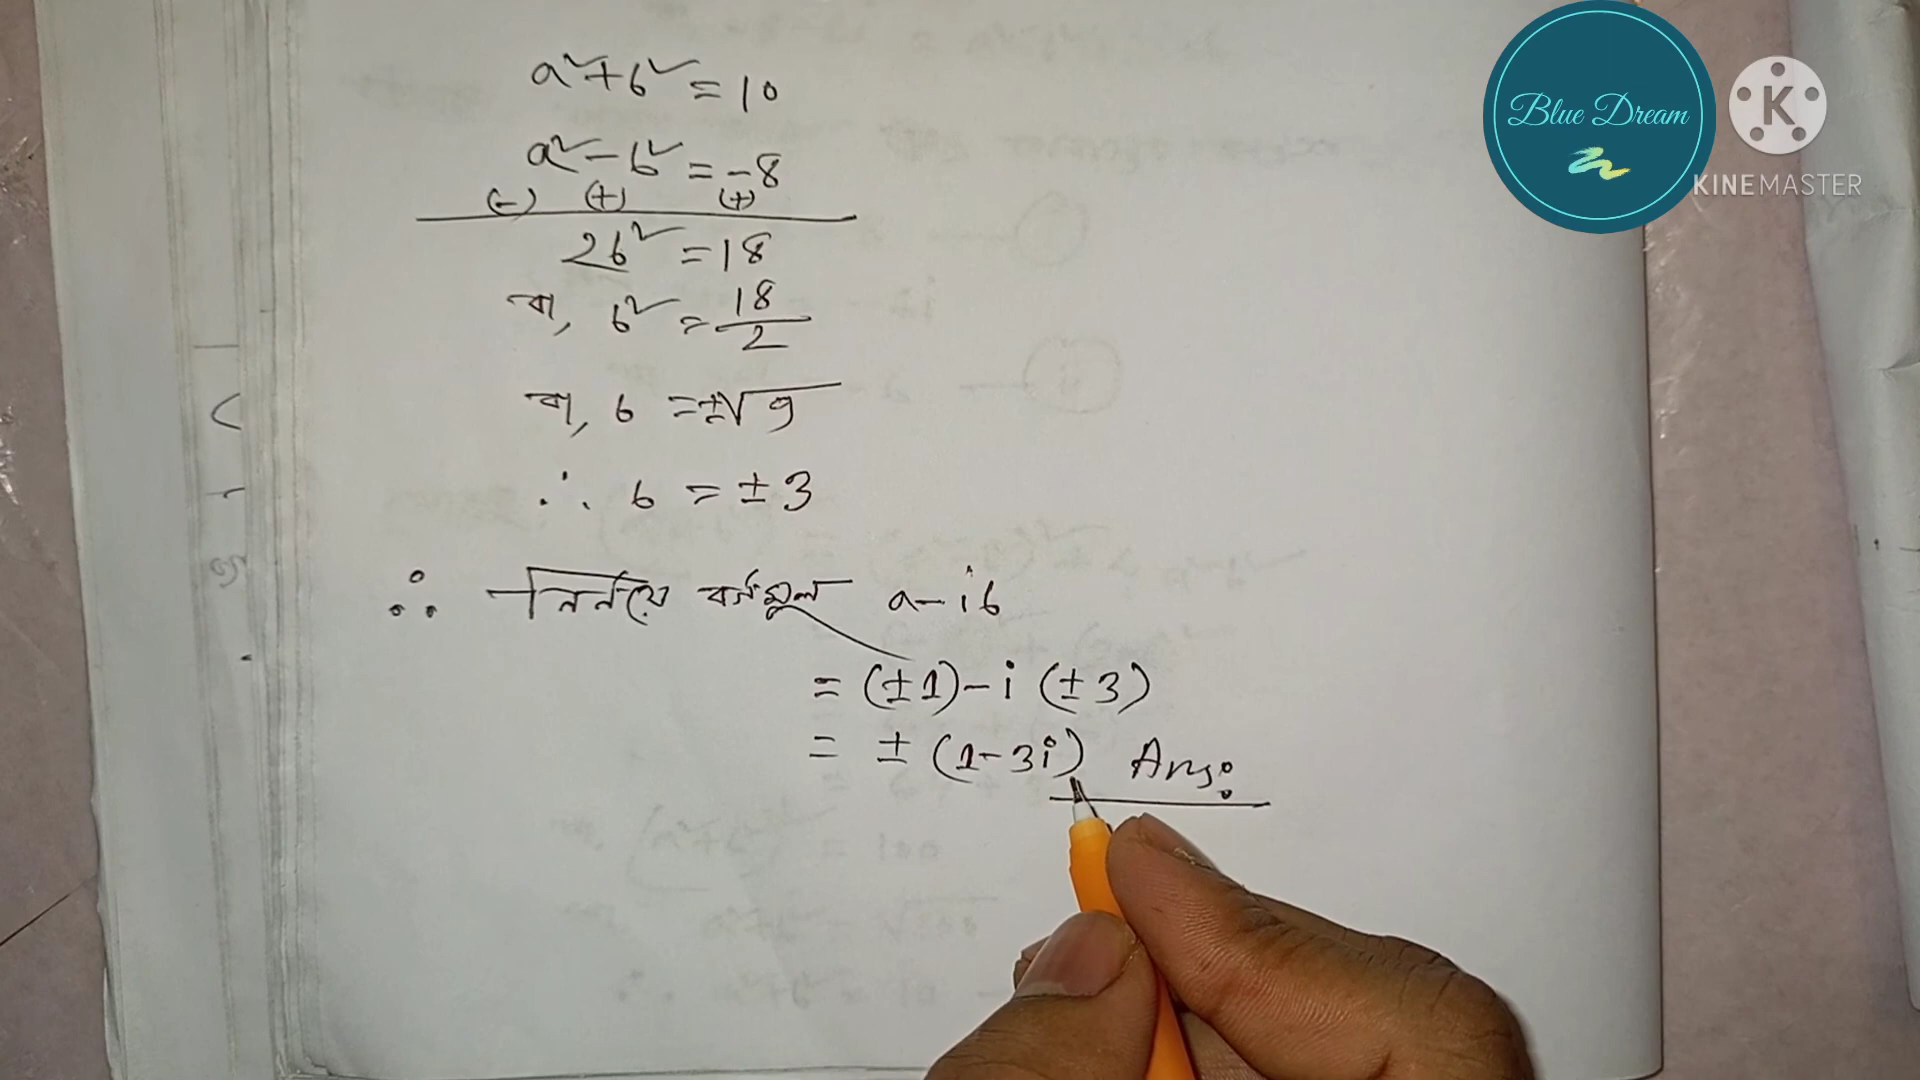 a²+b² = 10
a²-b² = -8
(-) (+) (+)
2b² = 18
বা, b² = 18/2
বা, b = ±√9
∴ b = ±3
∴ নির্নেয় বর্গমূল a-ib
= (±1)-i (±3)
= ± (1-3i) Ans:
Blue Dream
K
KINEMASTER